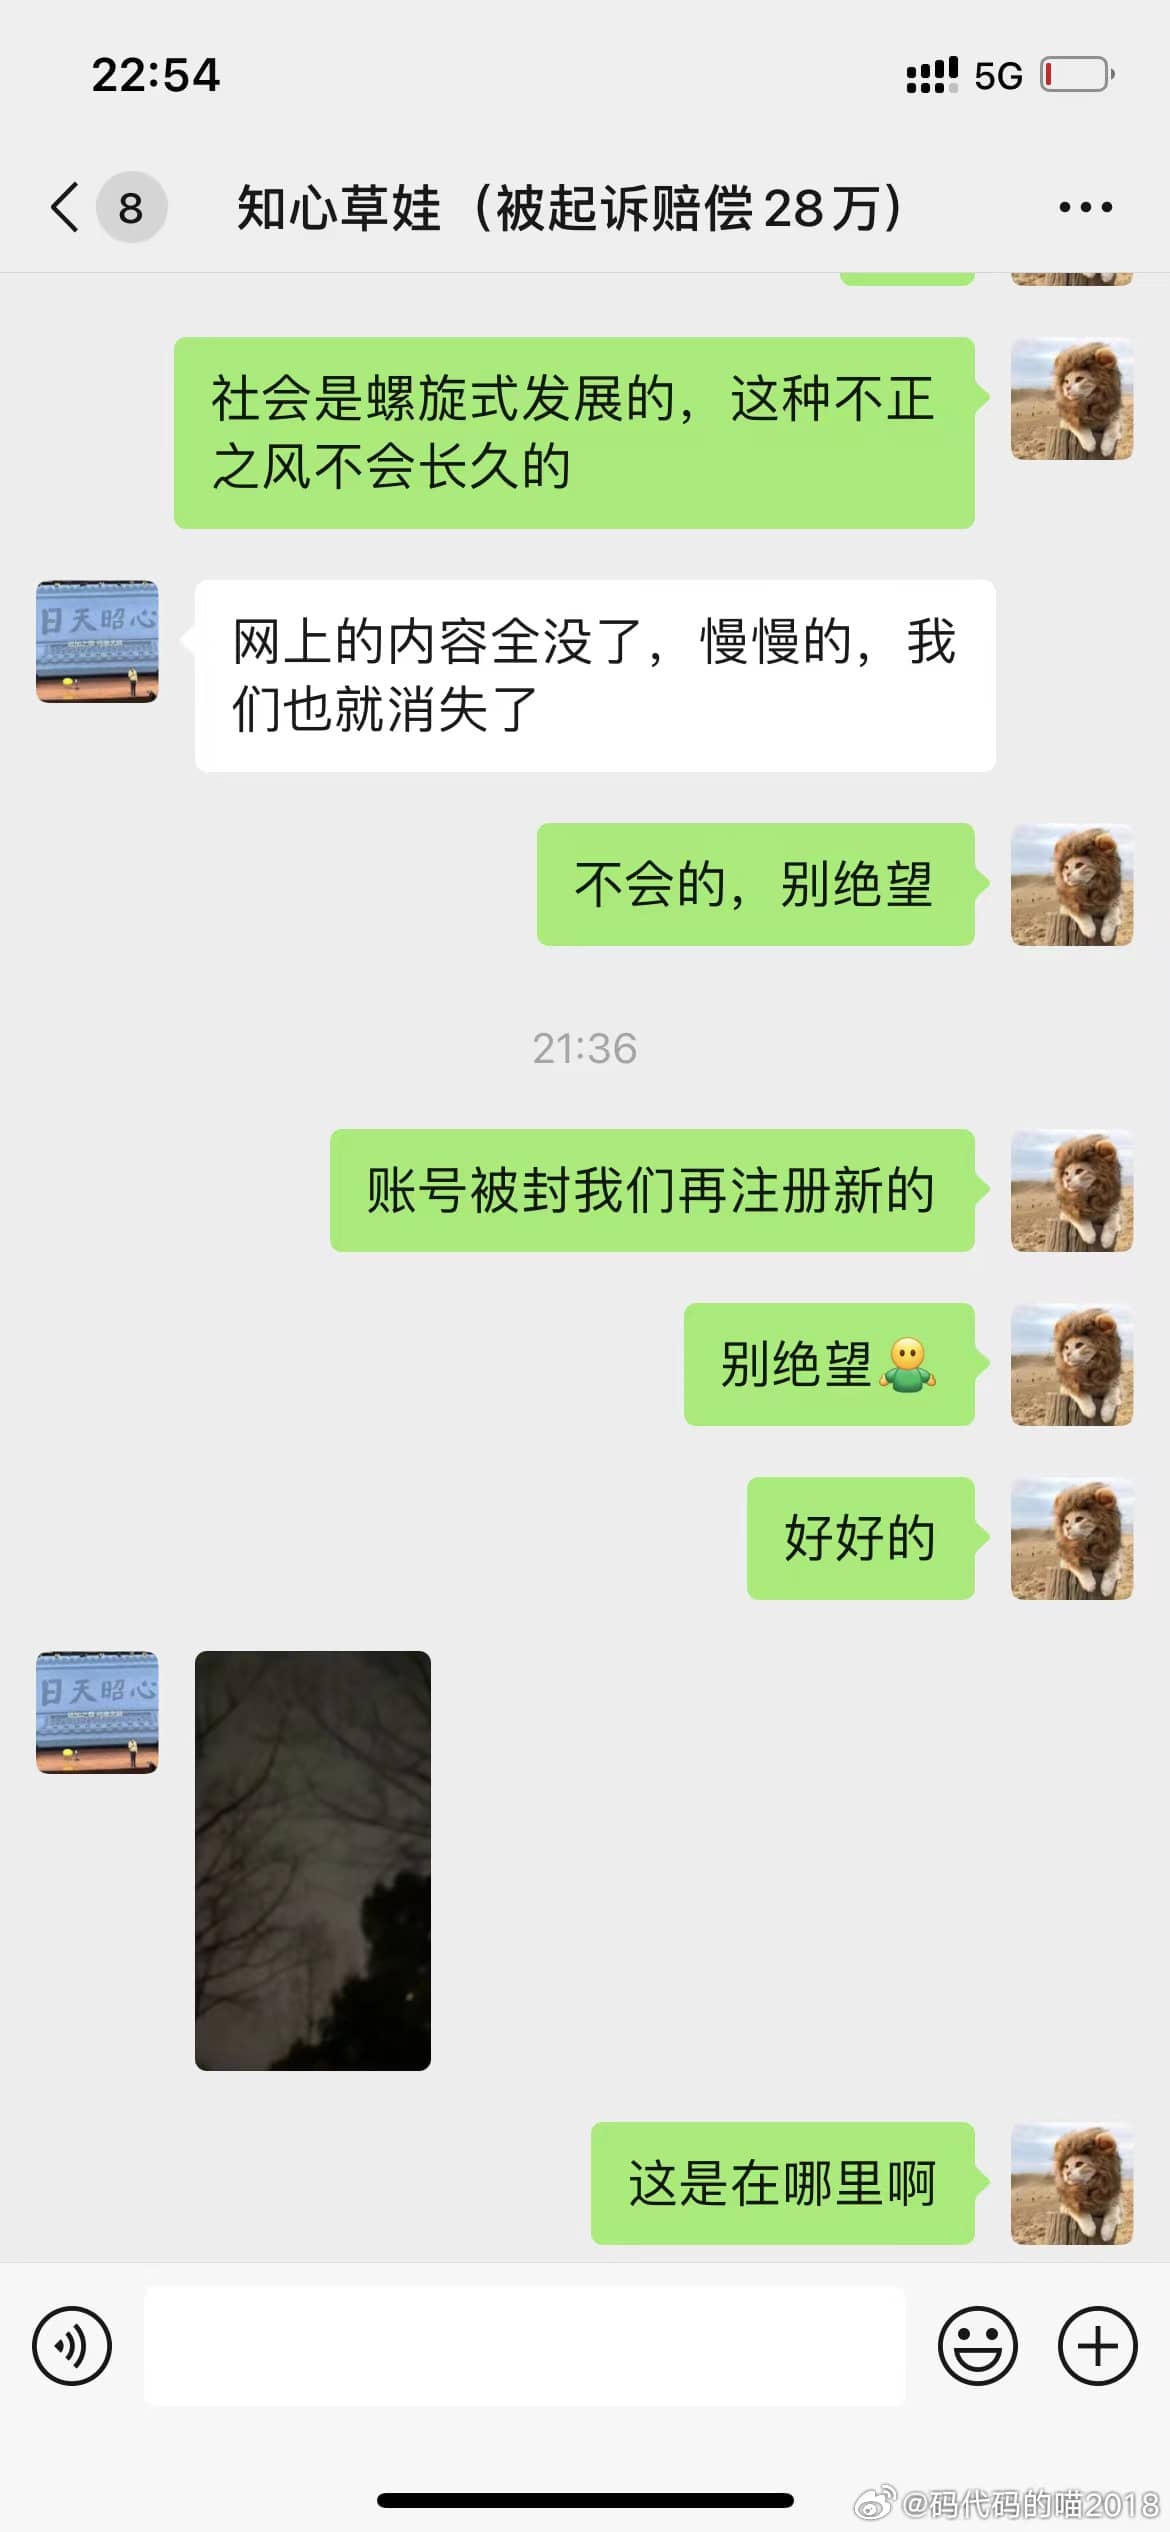 22:54
5G
8
知心草娃（被起诉赔偿28万）
社会是螺旋式发展的，这种不正
之风不会长久的
日天昭心
网上的内容全没了，慢慢的，我
们也就消失了
不会的，别绝望
21:36
账号被封我们再注册新的
别绝望🤷
好好的
日天昭心
这是在哪里啊
@码代码的喵2018